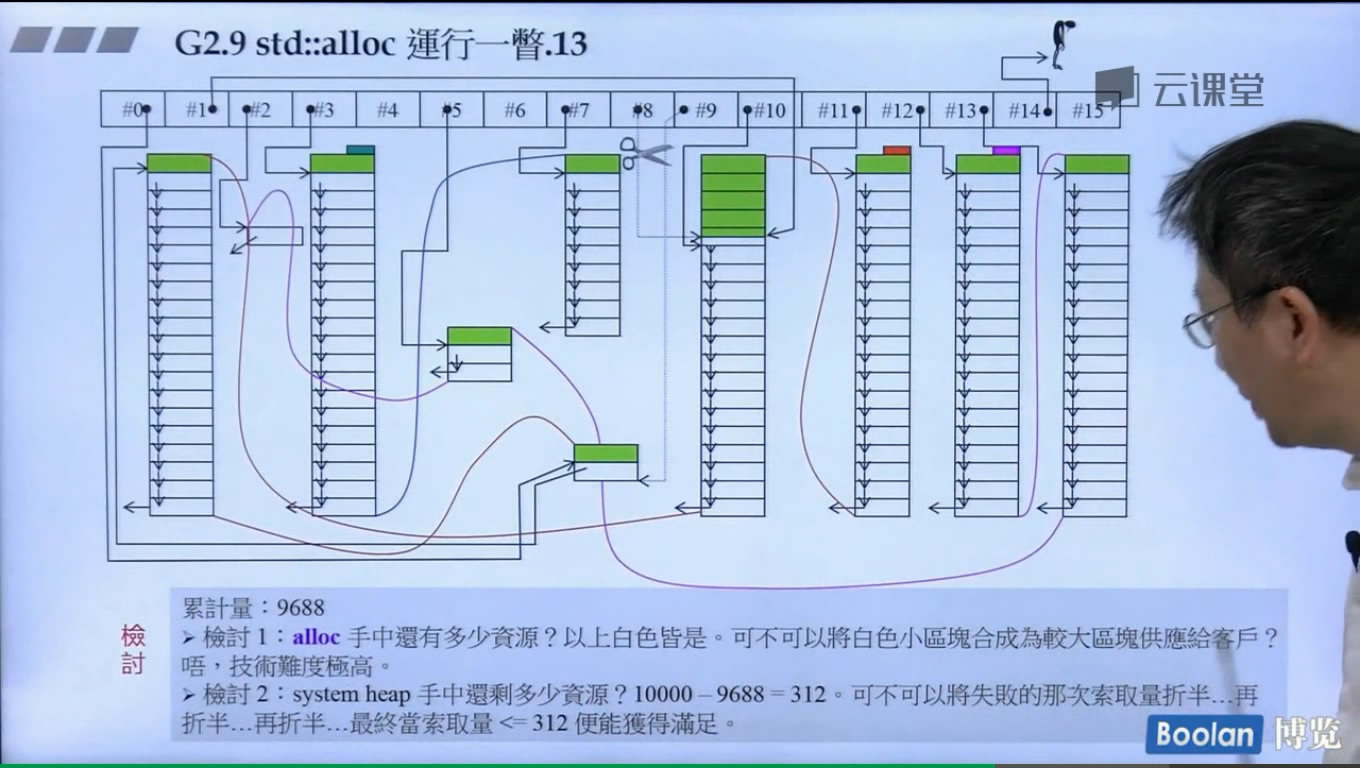 G2.9 std::alloc 運行一瞥.13
云课堂
#0 #1 #2 #3 #4 #5 #6 #7 #8 #9 #10 #11 #12 #13 #14 #15
檢討
累計量：9688
➢ 檢討 1：alloc 手中還有多少資源？以上白色皆是。可不可以將白色小區塊合成為較大區塊供應給客戶？
唔，技術難度極高。
➢ 檢討 2：system heap 手中還剩多少資源？10000 – 9688 = 312。可不可以將失敗的那次索取量折半…再
折半…再折半…最終當索取量 <= 312 便能獲得滿足。
Boolan 博览